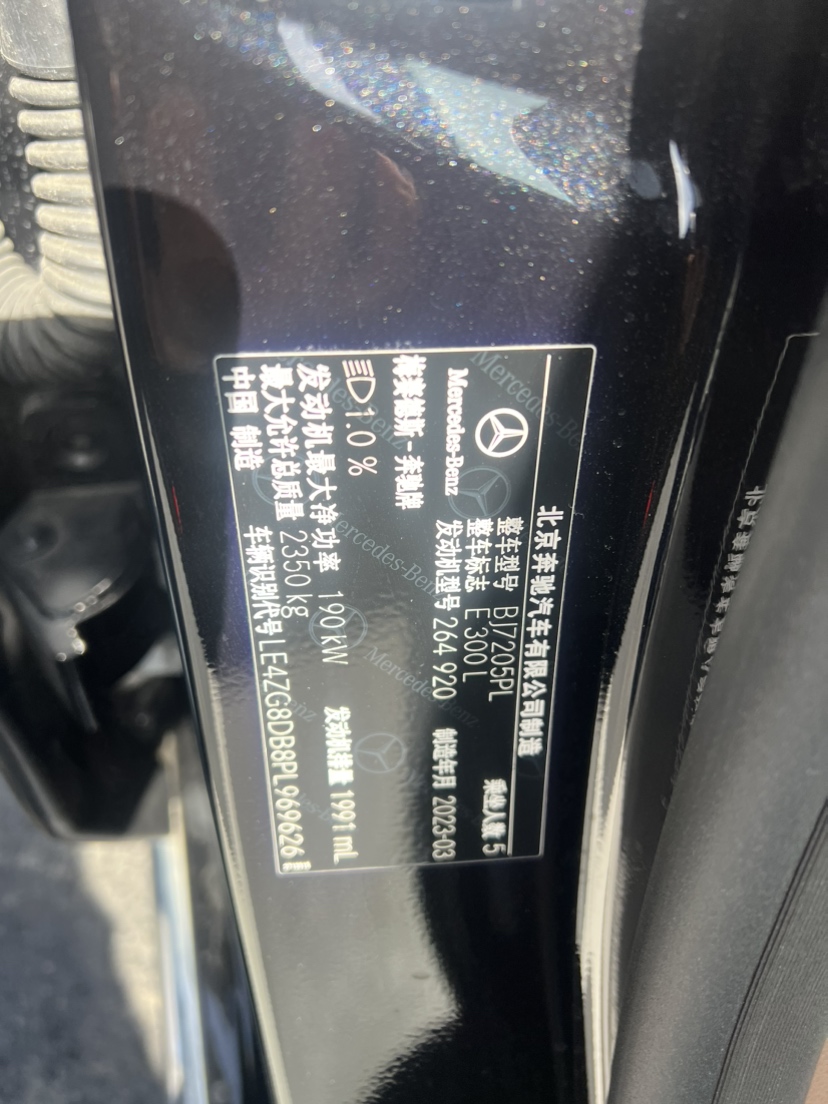 北京奔驰汽车有限公司制造
Mercedes-Benz
梅赛德斯-奔驰牌
整车型号 BJ7205PL
乘坐人数 5
整车标志 E 300 L
发动机型号 264 920
制造年月 2023-03
1.0 %
发动机最大净功率 190 kW
发动机排量 1991 mL
最大允许总质量 2350 kg
中国 制造
车辆识别代号 LE4ZG8DB8PL969626